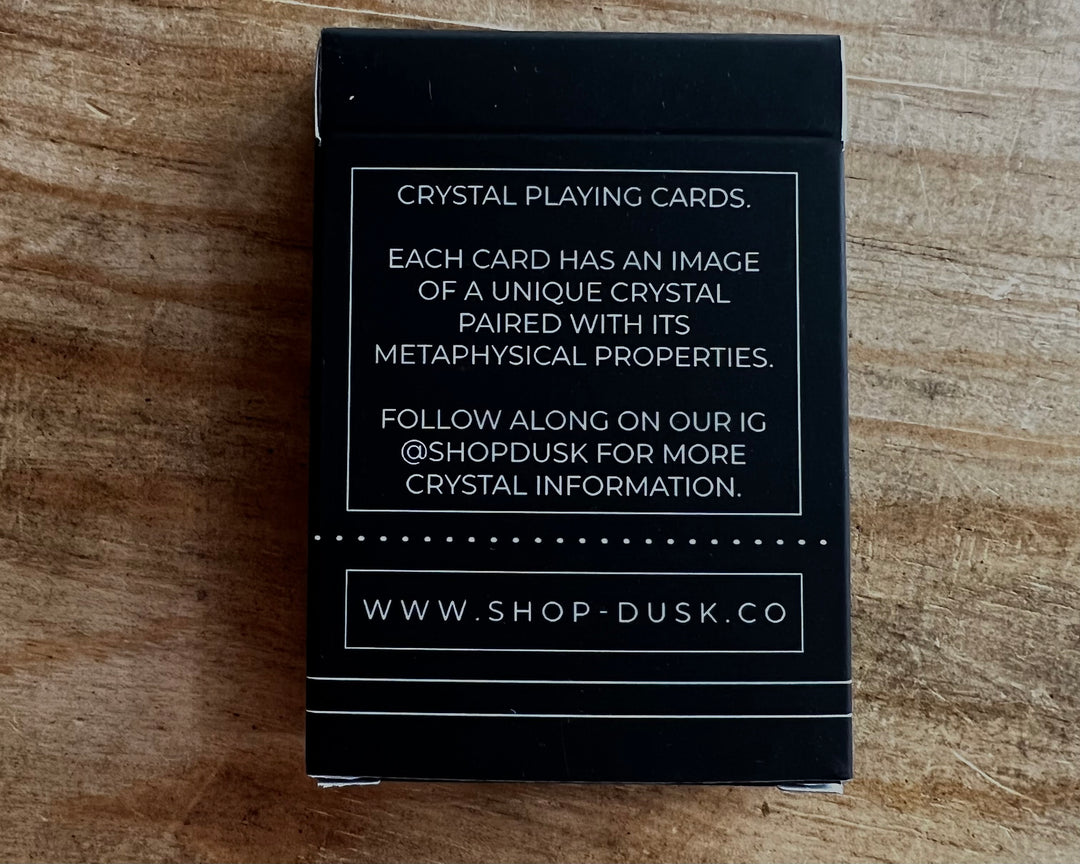 CRYSTAL PLAYING CARDS.
EACH CARD HAS AN IMAGE
OF A UNIQUE CRYSTAL
PAIRED WITH ITS
METAPHYSICAL PROPERTIES.
FOLLOW ALONG ON OUR IG
@SHOPDUSK FOR MORE
CRYSTAL INFORMATION.
WWW.SHOP-DUSK.CO